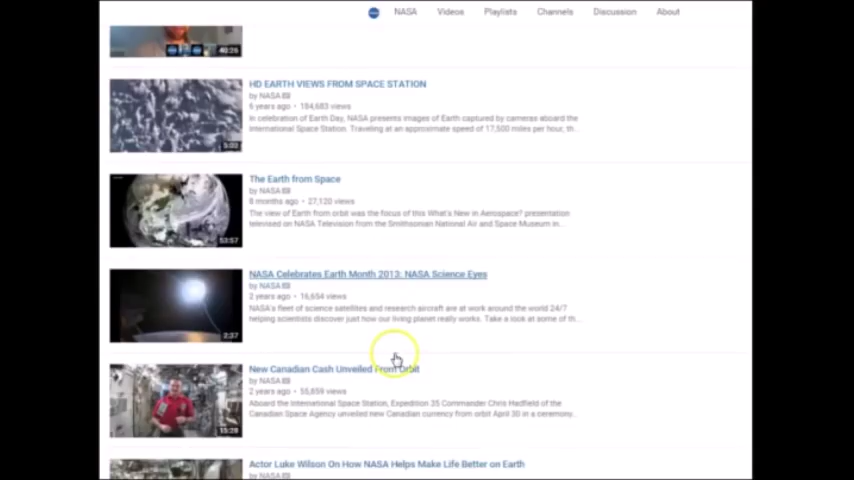 NASA Videos Playlists Channels Discussion About
40:26
HD EARTH VIEWS FROM SPACE STATION
by NASA
6 years ago • 184,683 views
In celebration of Earth Day, NASA presents images of Earth captured by cameras aboard the
International Space Station. Traveling at an approximate speed of 17,500 miles per hour, th...
5:02
The Earth from Space
by NASA
8 months ago • 27,120 views
The view of Earth from orbit was the focus of this What's New in Aerospace? presentation
televised on NASA Television from the Smithsonian National Air and Space Museum in...
53:57
NASA Celebrates Earth Month 2013: NASA Science Eyes
by NASA
2 years ago • 16,654 views
NASA's fleet of science satellites and research aircraft are at work around the world 24/7
helping scientists discover just how our living planet really works. Take a look at some of th...
2:37
New Canadian Cash Unveiled From Orbit
by NASA
2 years ago • 55,859 views
Aboard the International Space Station, Expedition 35 Commander Chris Hadfield of the
Canadian Space Agency unveiled new Canadian currency from orbit April 30 in a ceremony...
15:28
Actor Luke Wilson On How NASA Helps Make Life Better on Earth
by NASA